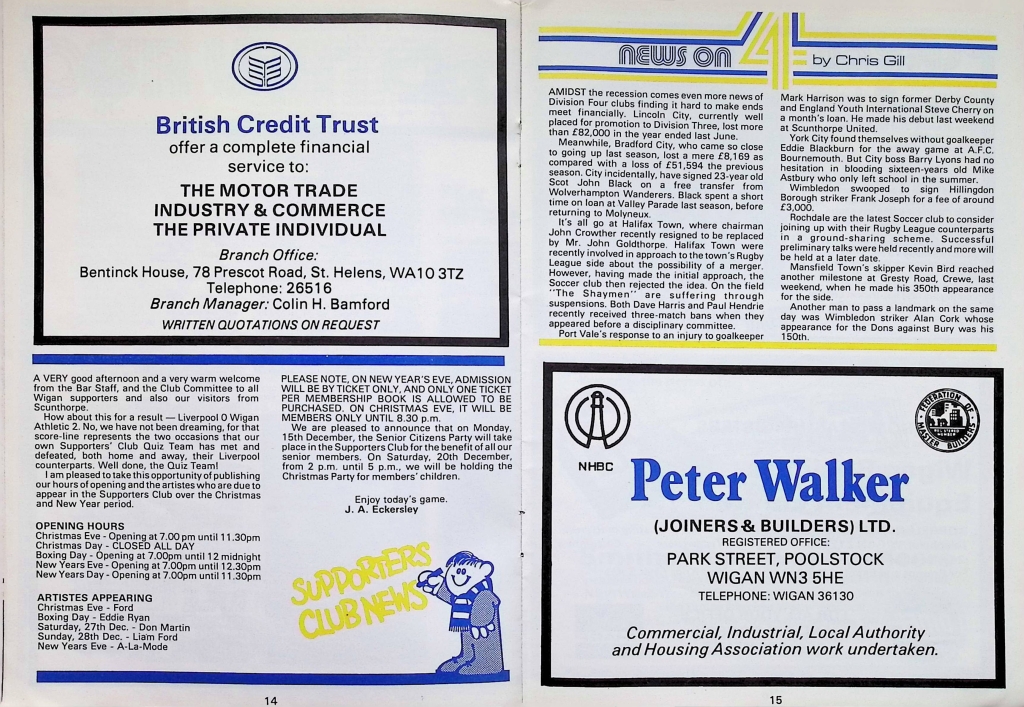 British Credit Trust
offer a complete financial
service to:
THE MOTOR TRADE
INDUSTRY & COMMERCE
THE PRIVATE INDIVIDUAL
Branch Office:
Bentinck House, 78 Prescot Road, St. Helens, WA10 3TZ
Telephone: 26516
Branch Manager: Colin H. Bamford
WRITTEN QUOTATIONS ON REQUEST
A VERY good afternoon and a very warm welcome
from the Bar Staff, and the Club Committee to all
Wigan supporters and also our visitors from
Scunthorpe.
How about this for a result — Liverpool 0 Wigan
Athletic 2. No, we have not been dreaming, for that
score-line represents the two occasions that our
own Supporters' Club Quiz Team has met and
defeated, both home and away, their Liverpool
counterparts. Well done, the Quiz Team!
I am pleased to take this opportunity of publishing
our hours of opening and the artistes who are due to
appear in the Supporters Club over the Christmas
and New Year period.
OPENING HOURS
Christmas Eve - Opening at 7.00 pm until 11.30pm
Christmas Day - CLOSED ALL DAY
Boxing Day - Opening at 7.00pm until 12 midnight
New Years Eve - Opening at 7.00pm until 12.30pm
New Years Day - Opening at 7.00pm until 11.30pm
ARTISTES APPEARING
Christmas Eve - Ford
Boxing Day - Eddie Ryan
Saturday, 27th Dec. - Don Martin
Sunday, 28th Dec. - Liam Ford
New Years Eve - A-La-Mode
PLEASE NOTE, ON NEW YEAR'S EVE, ADMISSION
WILL BE BY TICKET ONLY, AND ONLY ONE TICKET
PER MEMBERSHIP BOOK IS ALLOWED TO BE
PURCHASED. ON CHRISTMAS EVE, IT WILL BE
MEMBERS ONLY UNTIL 8.30 p.m.
We are pleased to announce that on Monday,
15th December, the Senior Citizens Party will take
place in the Supporters Club for the benefit of all our
senior members. On Saturday, 20th December,
from 2 p.m. until 5 p.m., we will be holding the
Christmas Party for members' children.
Enjoy today's game.
J. A. Eckersley
SUPPORTERS
CLUB NEWS
14
NEWS ON 4 by Chris Gill
AMIDST the recession comes even more news of
Division Four clubs finding it hard to make ends
meet financially. Lincoln City, currently well
placed for promotion to Division Three, lost more
than £82,000 in the year ended last June.
Meanwhile, Bradford City, who came so close
to going up last season, lost a mere £8,169 as
compared with a loss of £51,594 the previous
season. City incidentally, have signed 23-year old
Scot John Black on a free transfer from
Wolverhampton Wanderers. Black spent a short
time on loan at Valley Parade last season, before
returning to Molyneux.
It's all go at Halifax Town, where chairman
John Crowther recently resigned to be replaced
by Mr. John Goldthorpe. Halifax Town were
recently involved in approach to the town's Rugby
League side about the possibility of a merger.
However, having made the initial approach, the
Soccer club then rejected the idea. On the field
"The Shaymen" are suffering through
suspensions. Both Dave Harris and Paul Hendrie
recently received three-match bans when they
appeared before a disciplinary committee.
Port Vale's response to an injury to goalkeeper
Mark Harrison was to sign former Derby County
and England Youth International Steve Cherry on
a month's loan. He made his debut last weekend
at Scunthorpe United.
York City found themselves without goalkeeper
Eddie Blackburn for the away game at A.F.C.
Bournemouth. But City boss Barry Lyons had no
hesitation in blooding sixteen-years old Mike
Astbury who only left school in the summer.
Wimbledon swooped to sign Hillingdon
Borough striker Frank Joseph for a fee of around
£3,000.
Rochdale are the latest Soccer club to consider
joining up with their Rugby League counterparts
in a ground-sharing scheme. Successful
preliminary talks were held recently and more will
be held at a later date.
Mansfield Town's skipper Kevin Bird reached
another milestone at Gresty Road, Crewe, last
weekend, when he made his 350th appearance
for the side.
Another man to pass a landmark on the same
day was Wimbledon striker Alan Cork whose
appearance for the Dons against Bury was his
150th.
NHBC
FEDERATION OF
MASTER BUILDERS
Peter Walker
(JOINERS & BUILDERS) LTD.
REGISTERED OFFICE:
PARK STREET, POOLSTOCK
WIGAN WN3 5HE
TELEPHONE: WIGAN 36130
Commercial, Industrial, Local Authority
and Housing Association work undertaken.
15